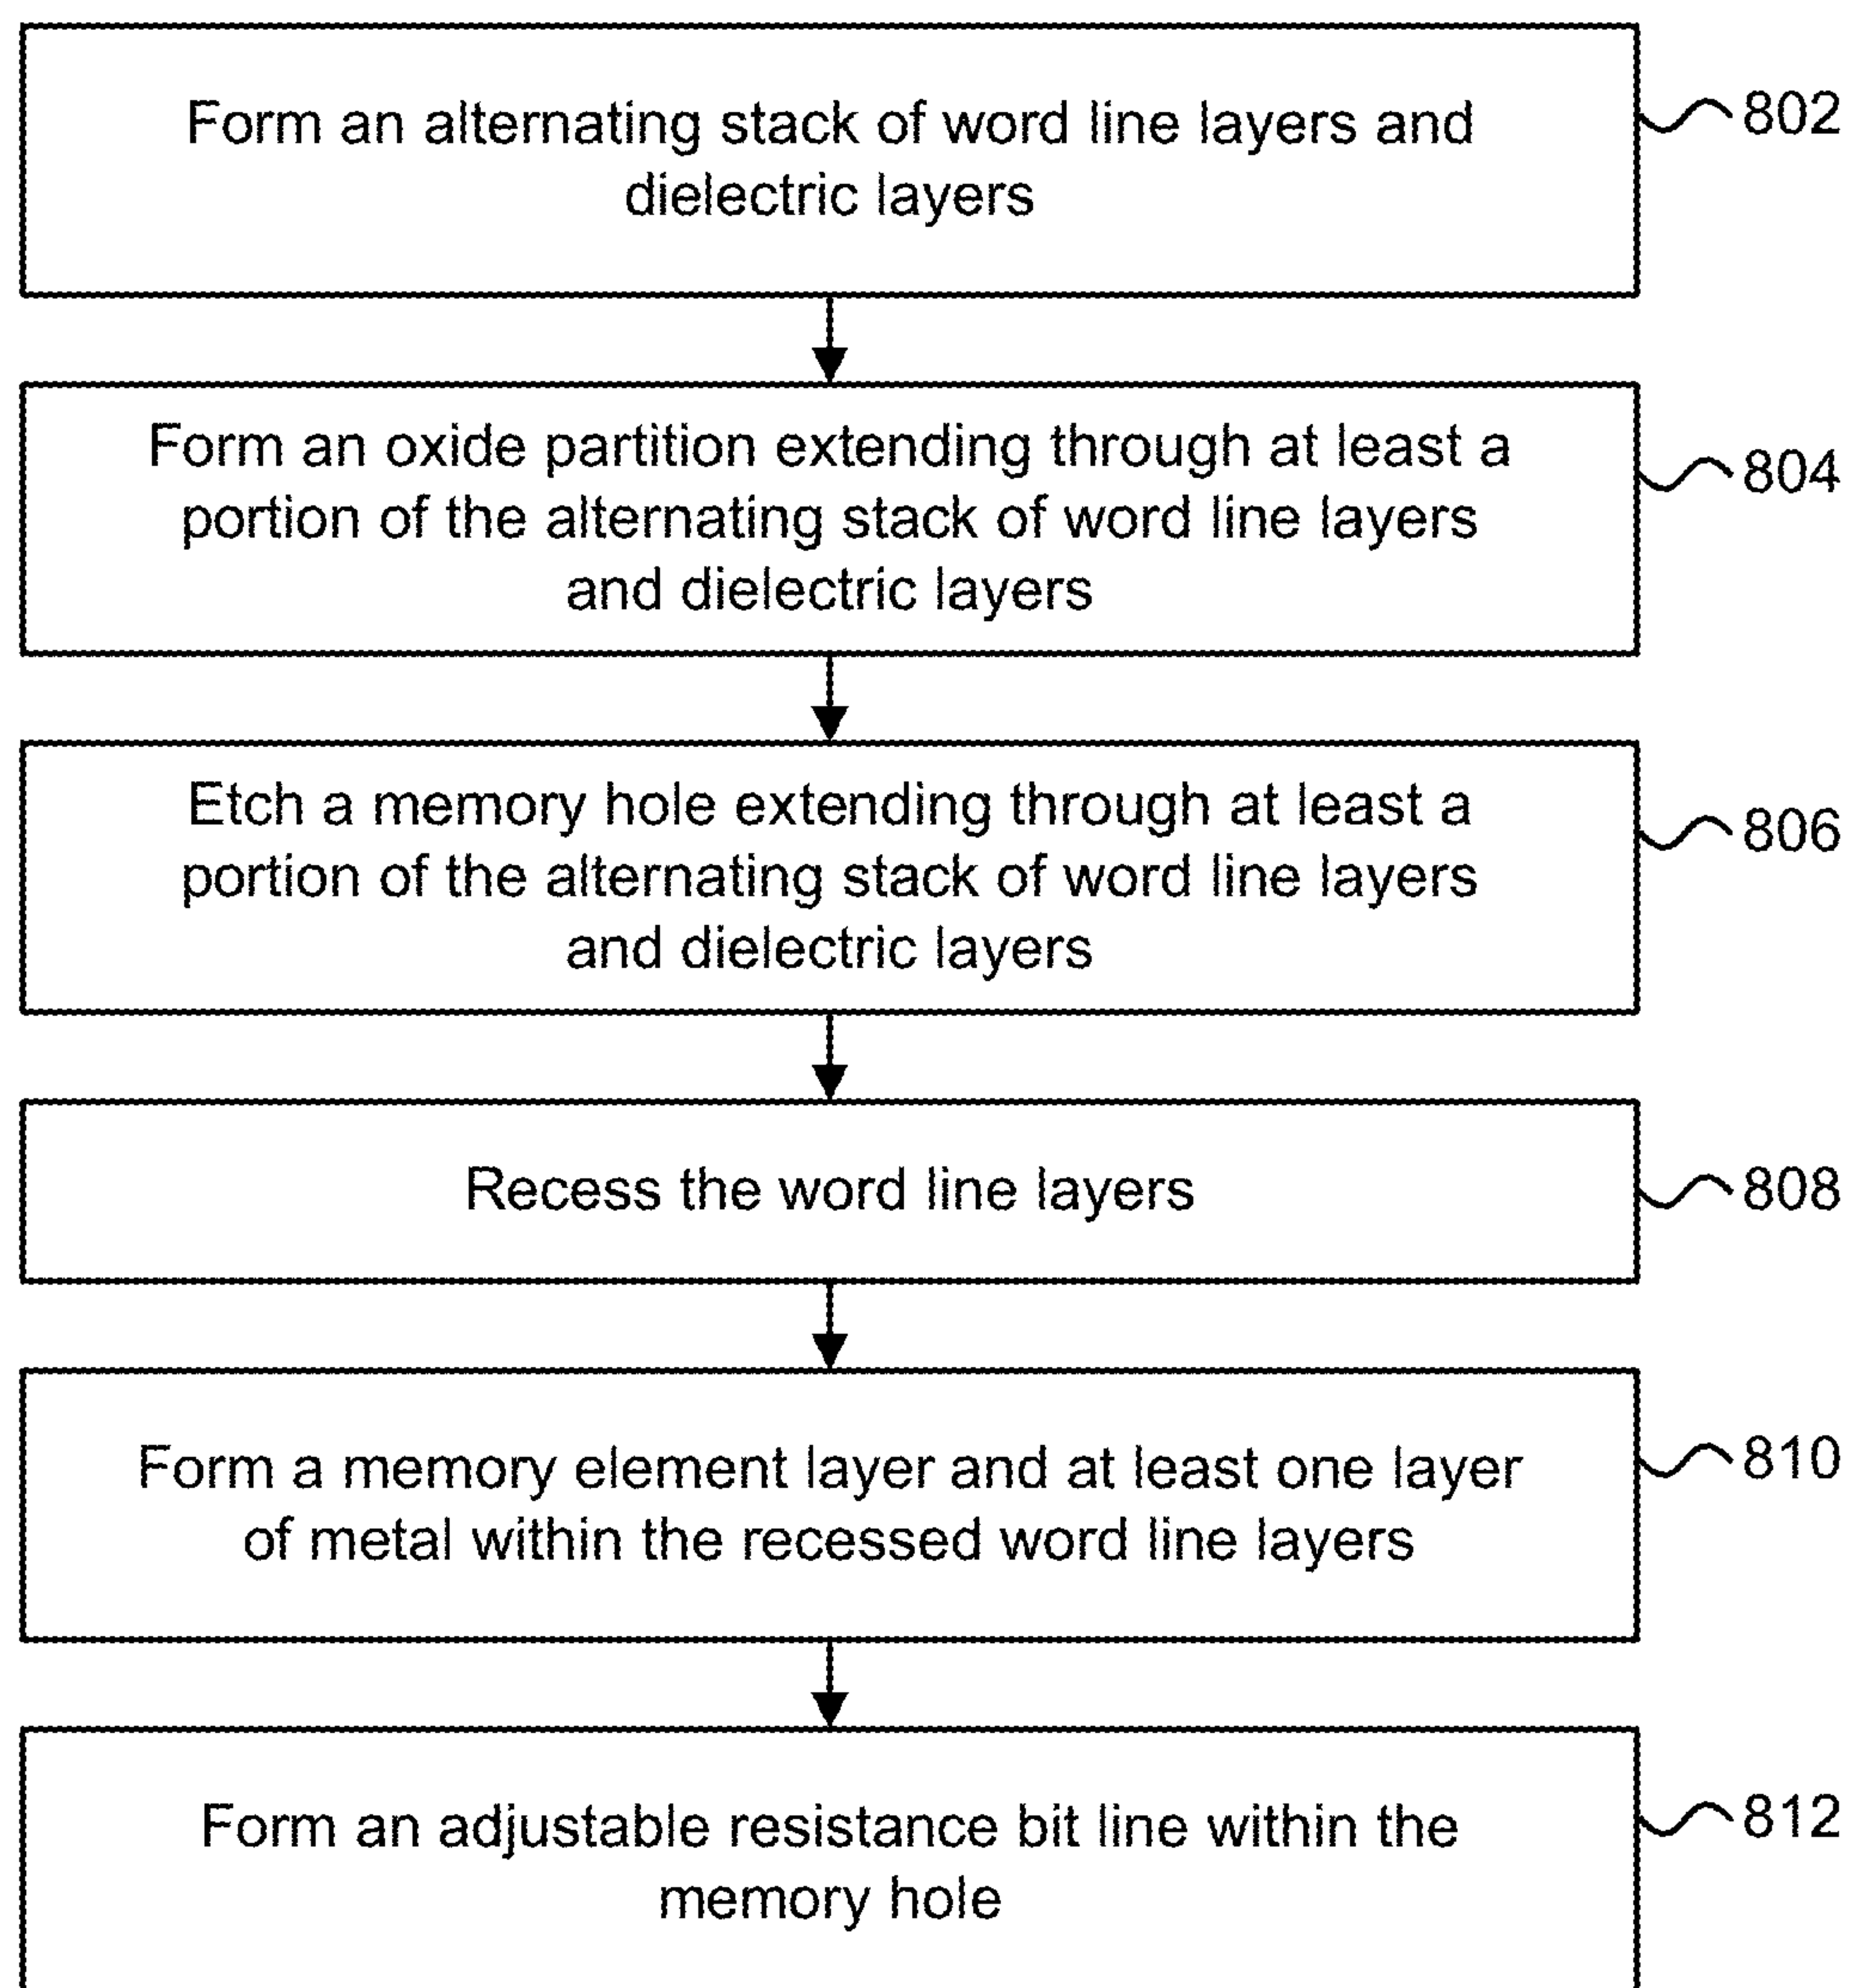 Form an alternating stack of word line layers and
dielectric layers
802
Form an oxide partition extending through at least a
portion of the alternating stack of word line layers
and dielectric layers
804
Etch a memory hole extending through at least a
portion of the alternating stack of word line layers
and dielectric layers
806
Recess the word line layers
808
Form a memory element layer and at least one layer
of metal within the recessed word line layers
810
Form an adjustable resistance bit line within the
memory hole
812